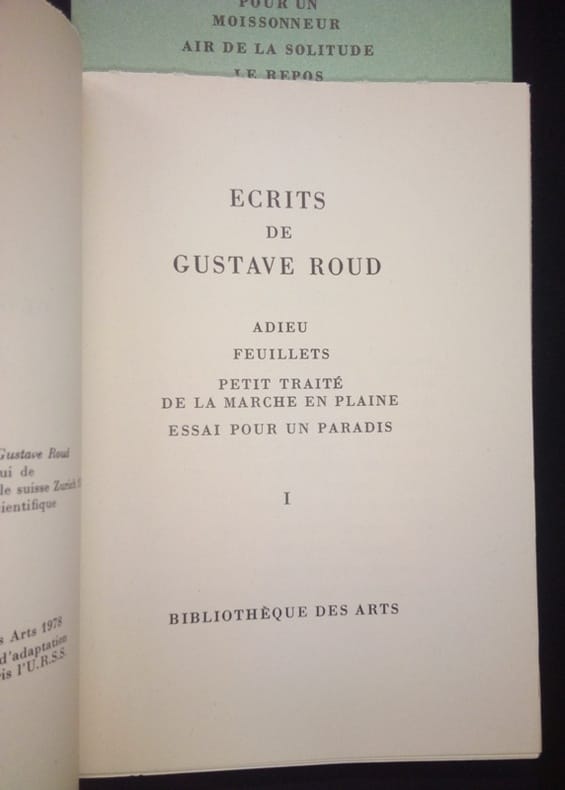 POUR UN
MOISSONNEUR
AIR DE LA SOLITUDE
LE REPOS
ECRITS
DE
GUSTAVE ROUD
ADIEU
FEUILLETS
PETIT TRAITÉ
DE LA MARCHE EN PLAINE
ESSAI POUR UN PARADIS
I
BIBLIOTHÈQUE DES ARTS
Gustave Roud
ui de
le suisse Zurich
ientifique
s Arts 1978
d'adaptation
is l'U.R.S.S.